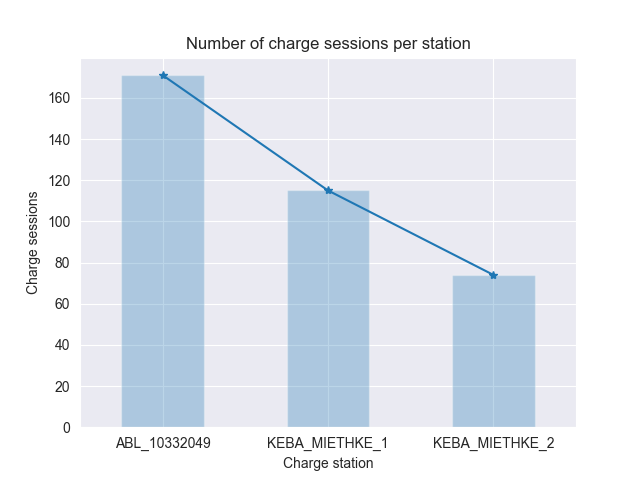 Number of charge sessions per station
Charge sessions
160
140
120
100
80
60
40
20
0
ABL_10332049 KEBA_MIETHKE_1 KEBA_MIETHKE_2
Charge station